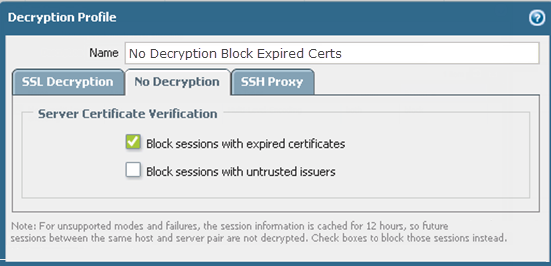 Decryption Profile
Name No Decryption Block Expired Certs
SSL Decryption No Decryption SSH Proxy
Server Certificate Verification
Block sessions with expired certificates
Block sessions with untrusted issuers
Note: For unsupported modes and failures, the session information is cached for 12 hours, so future
sessions between the same host and server pair are not decrypted. Check boxes to block those sessions instead.